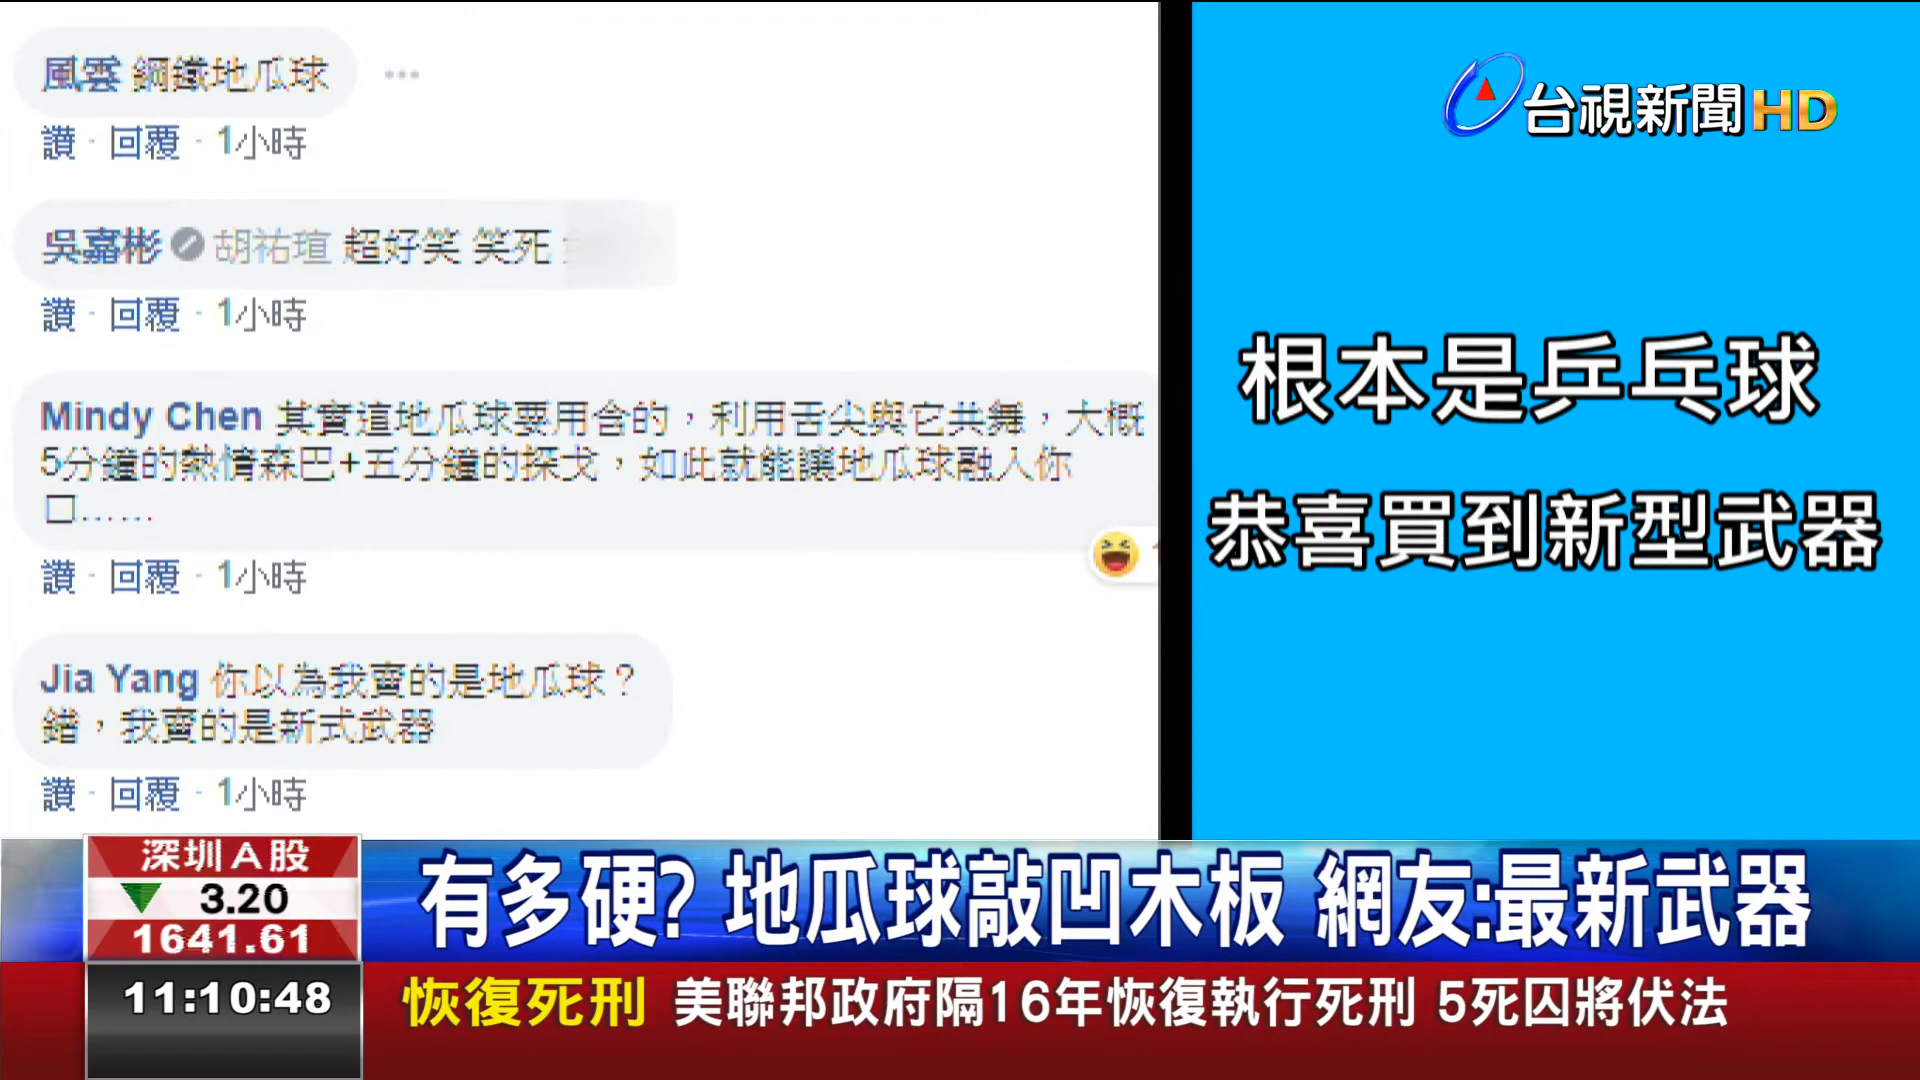 風雲 鋼鐵地瓜球
讚 · 回覆 · 1小時
吳嘉彬 胡祐瑄 超好笑 笑死
讚 · 回覆 · 1小時
Mindy Chen 其實這地瓜球要用含的，利用舌尖與它共舞，大概
5分鐘的熱情森巴+五分鐘的探戈，如此就能讓地瓜球融入你
口……
讚 · 回覆 · 1小時
Jia Yang 你以為我賣的是地瓜球？
錯，我賣的是新式武器
讚 · 回覆 · 1小時
台視新聞HD
根本是乒乓球
恭喜買到新型武器
深圳A股
3.20
1641.61
11:10:48
有多硬? 地瓜球敲凹木板 網友:最新武器
恢復死刑 美聯邦政府隔16年恢復執行死刑 5死囚將伏法